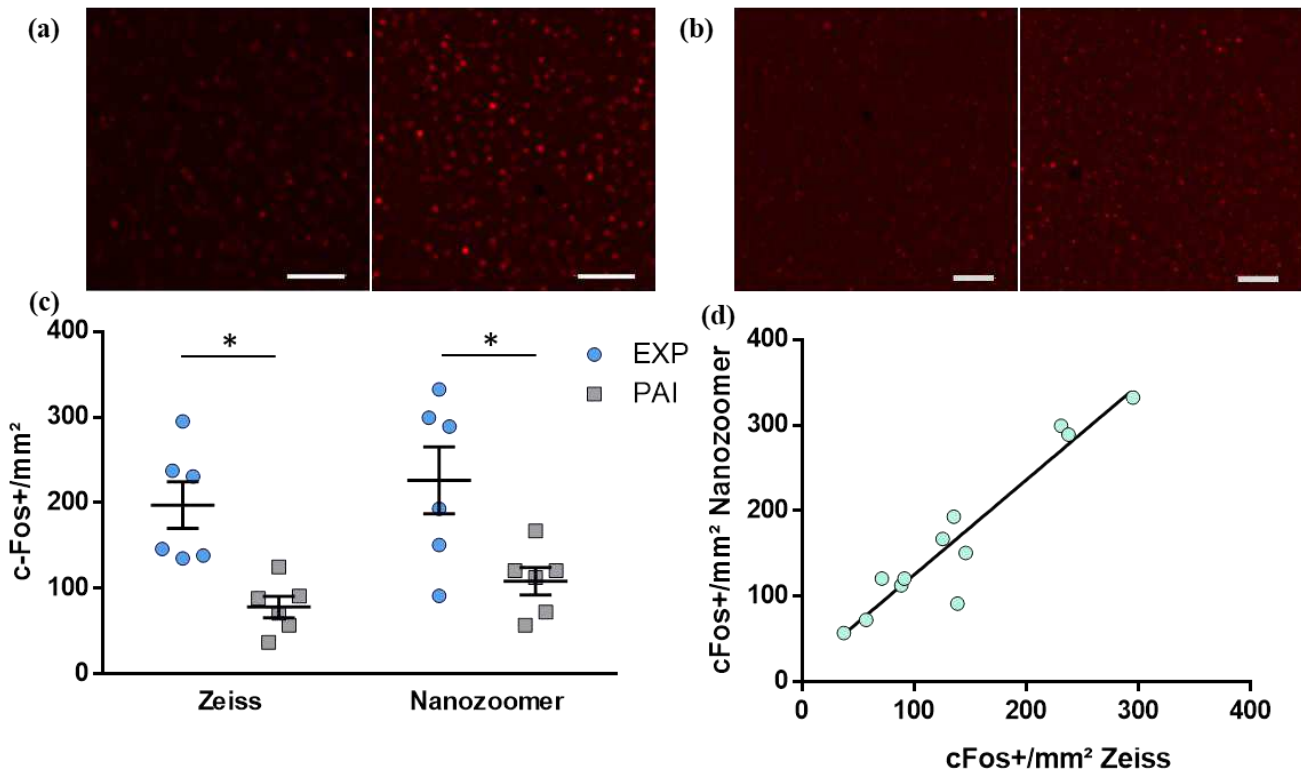 (a)
(b)
(c)
(d)
400
300
200
100
0
c-Fos+/mm²
*
*
EXP
PAI
Zeiss
Nanozoomer
400
300
200
100
0
cFos+/mm² Nanozoomer
0
100
200
300
400
cFos+/mm² Zeiss